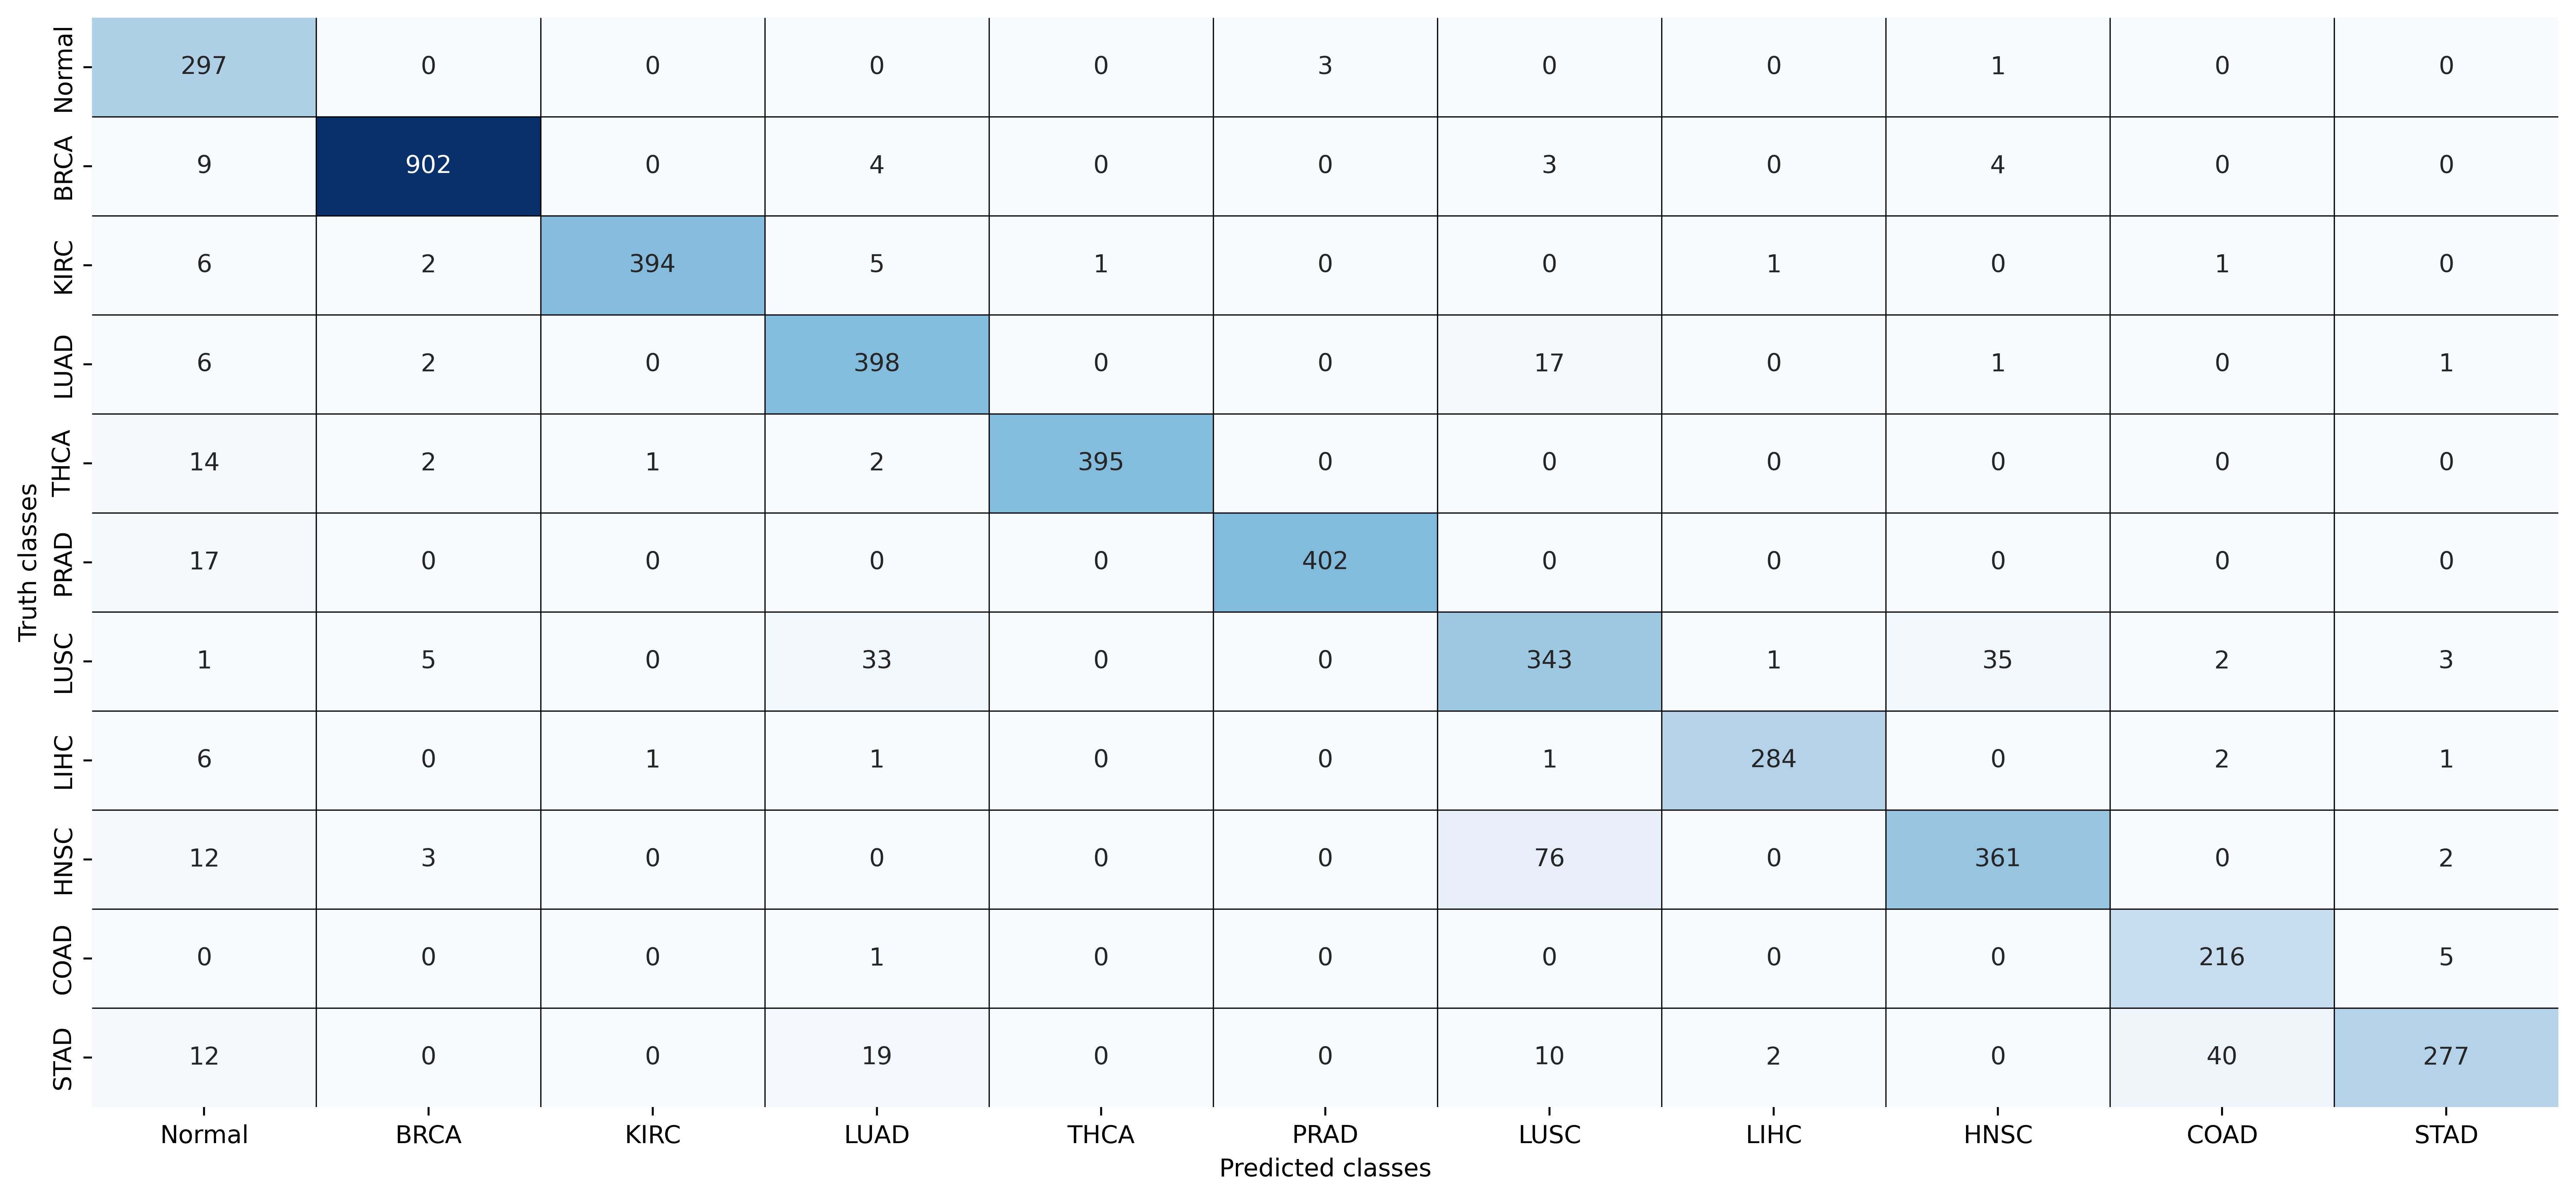 Truth classes
Normal 297 0 0 0 0 3 0 0 1 0 0
BRCA 9 902 0 4 0 0 3 0 4 0 0
KIRC 6 2 394 5 1 0 0 1 0 1 0
LUAD 6 2 0 398 0 0 17 0 1 0 1
THCA 14 2 1 2 395 0 0 0 0 0 0
PRAD 17 0 0 0 0 402 0 0 0 0 0
LUSC 1 5 0 33 0 0 343 1 35 2 3
LIHC 6 0 1 1 0 0 1 284 0 2 1
HNSC 12 3 0 0 0 0 76 0 361 0 2
COAD 0 0 0 1 0 0 0 0 0 216 5
STAD 12 0 0 19 0 0 10 2 0 40 277
Normal BRCA KIRC LUAD THCA PRAD LUSC LIHC HNSC COAD STAD
Predicted classes